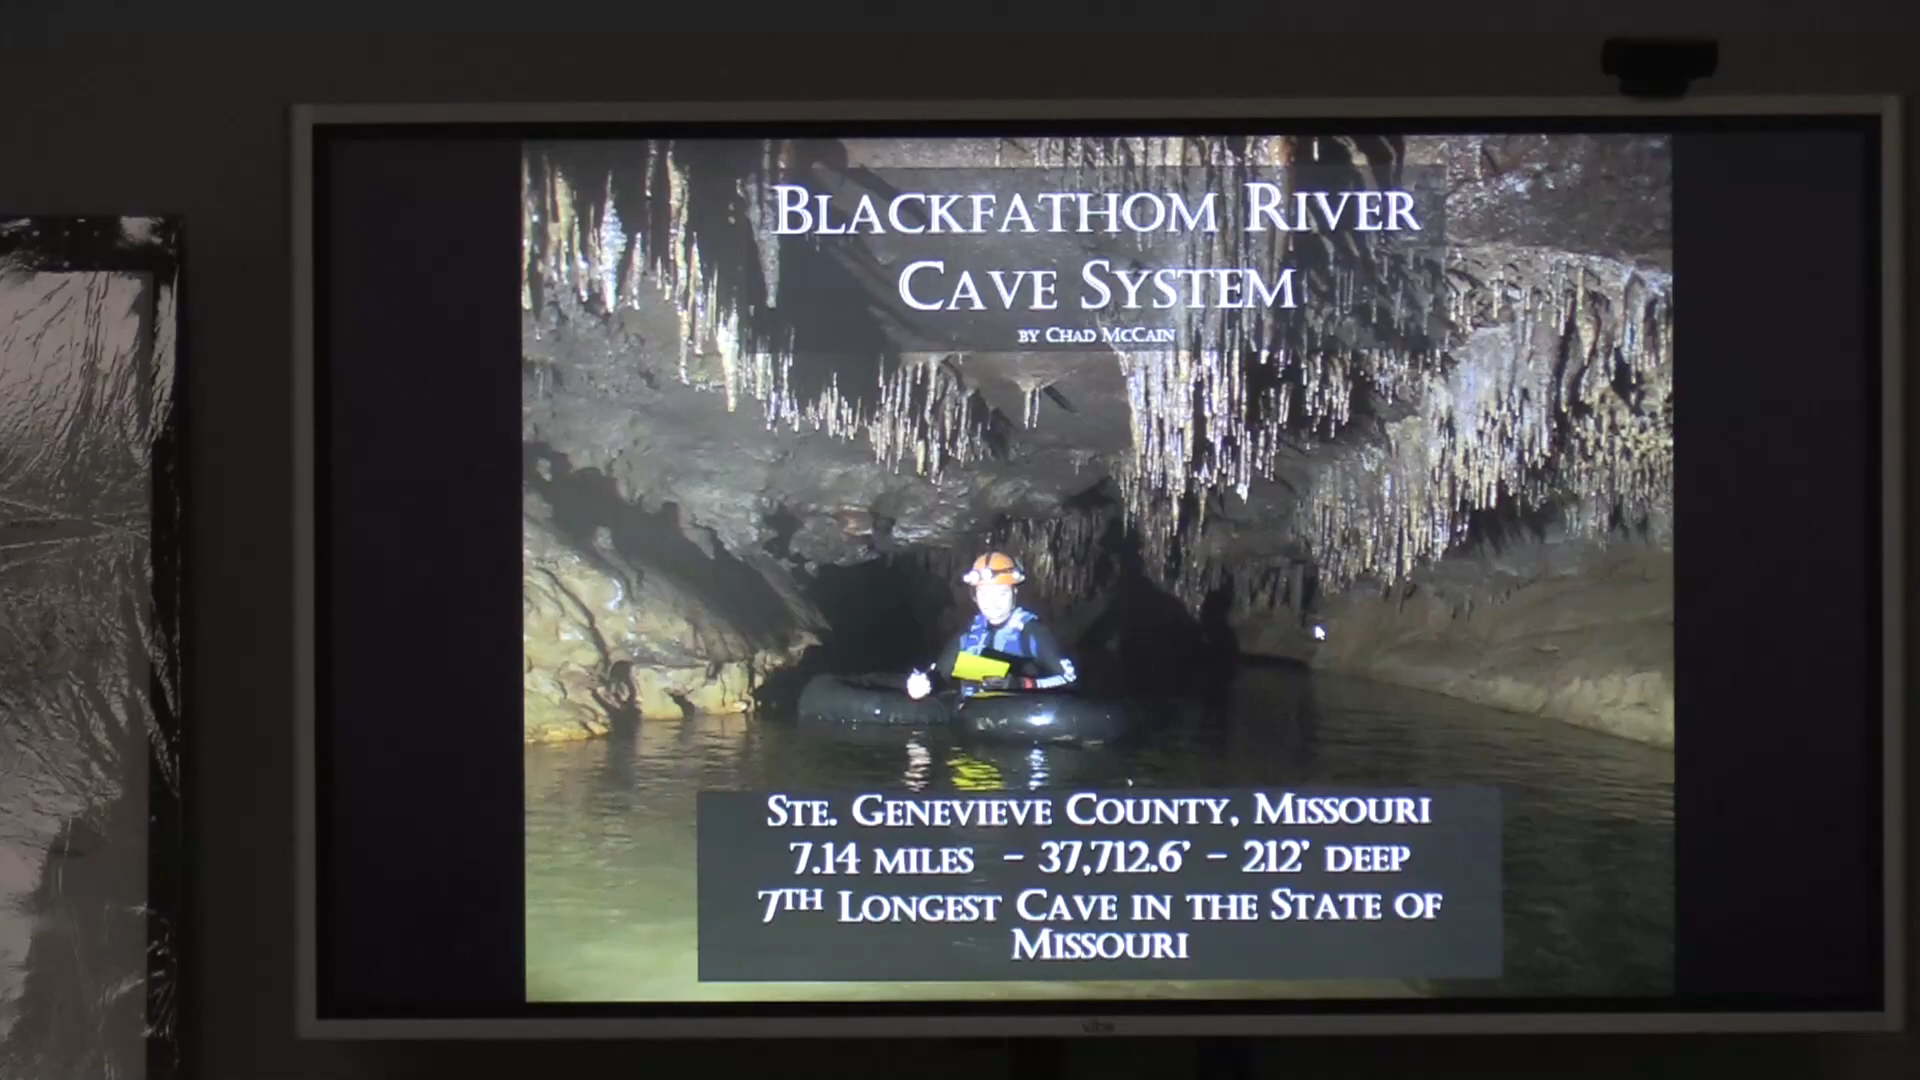 Blackfathom River
Cave System
by Chad McCain
Ste. Genevieve County, Missouri
7.14 miles – 37,712.6' – 212' deep
7th Longest Cave in the State of
Missouri
vibe